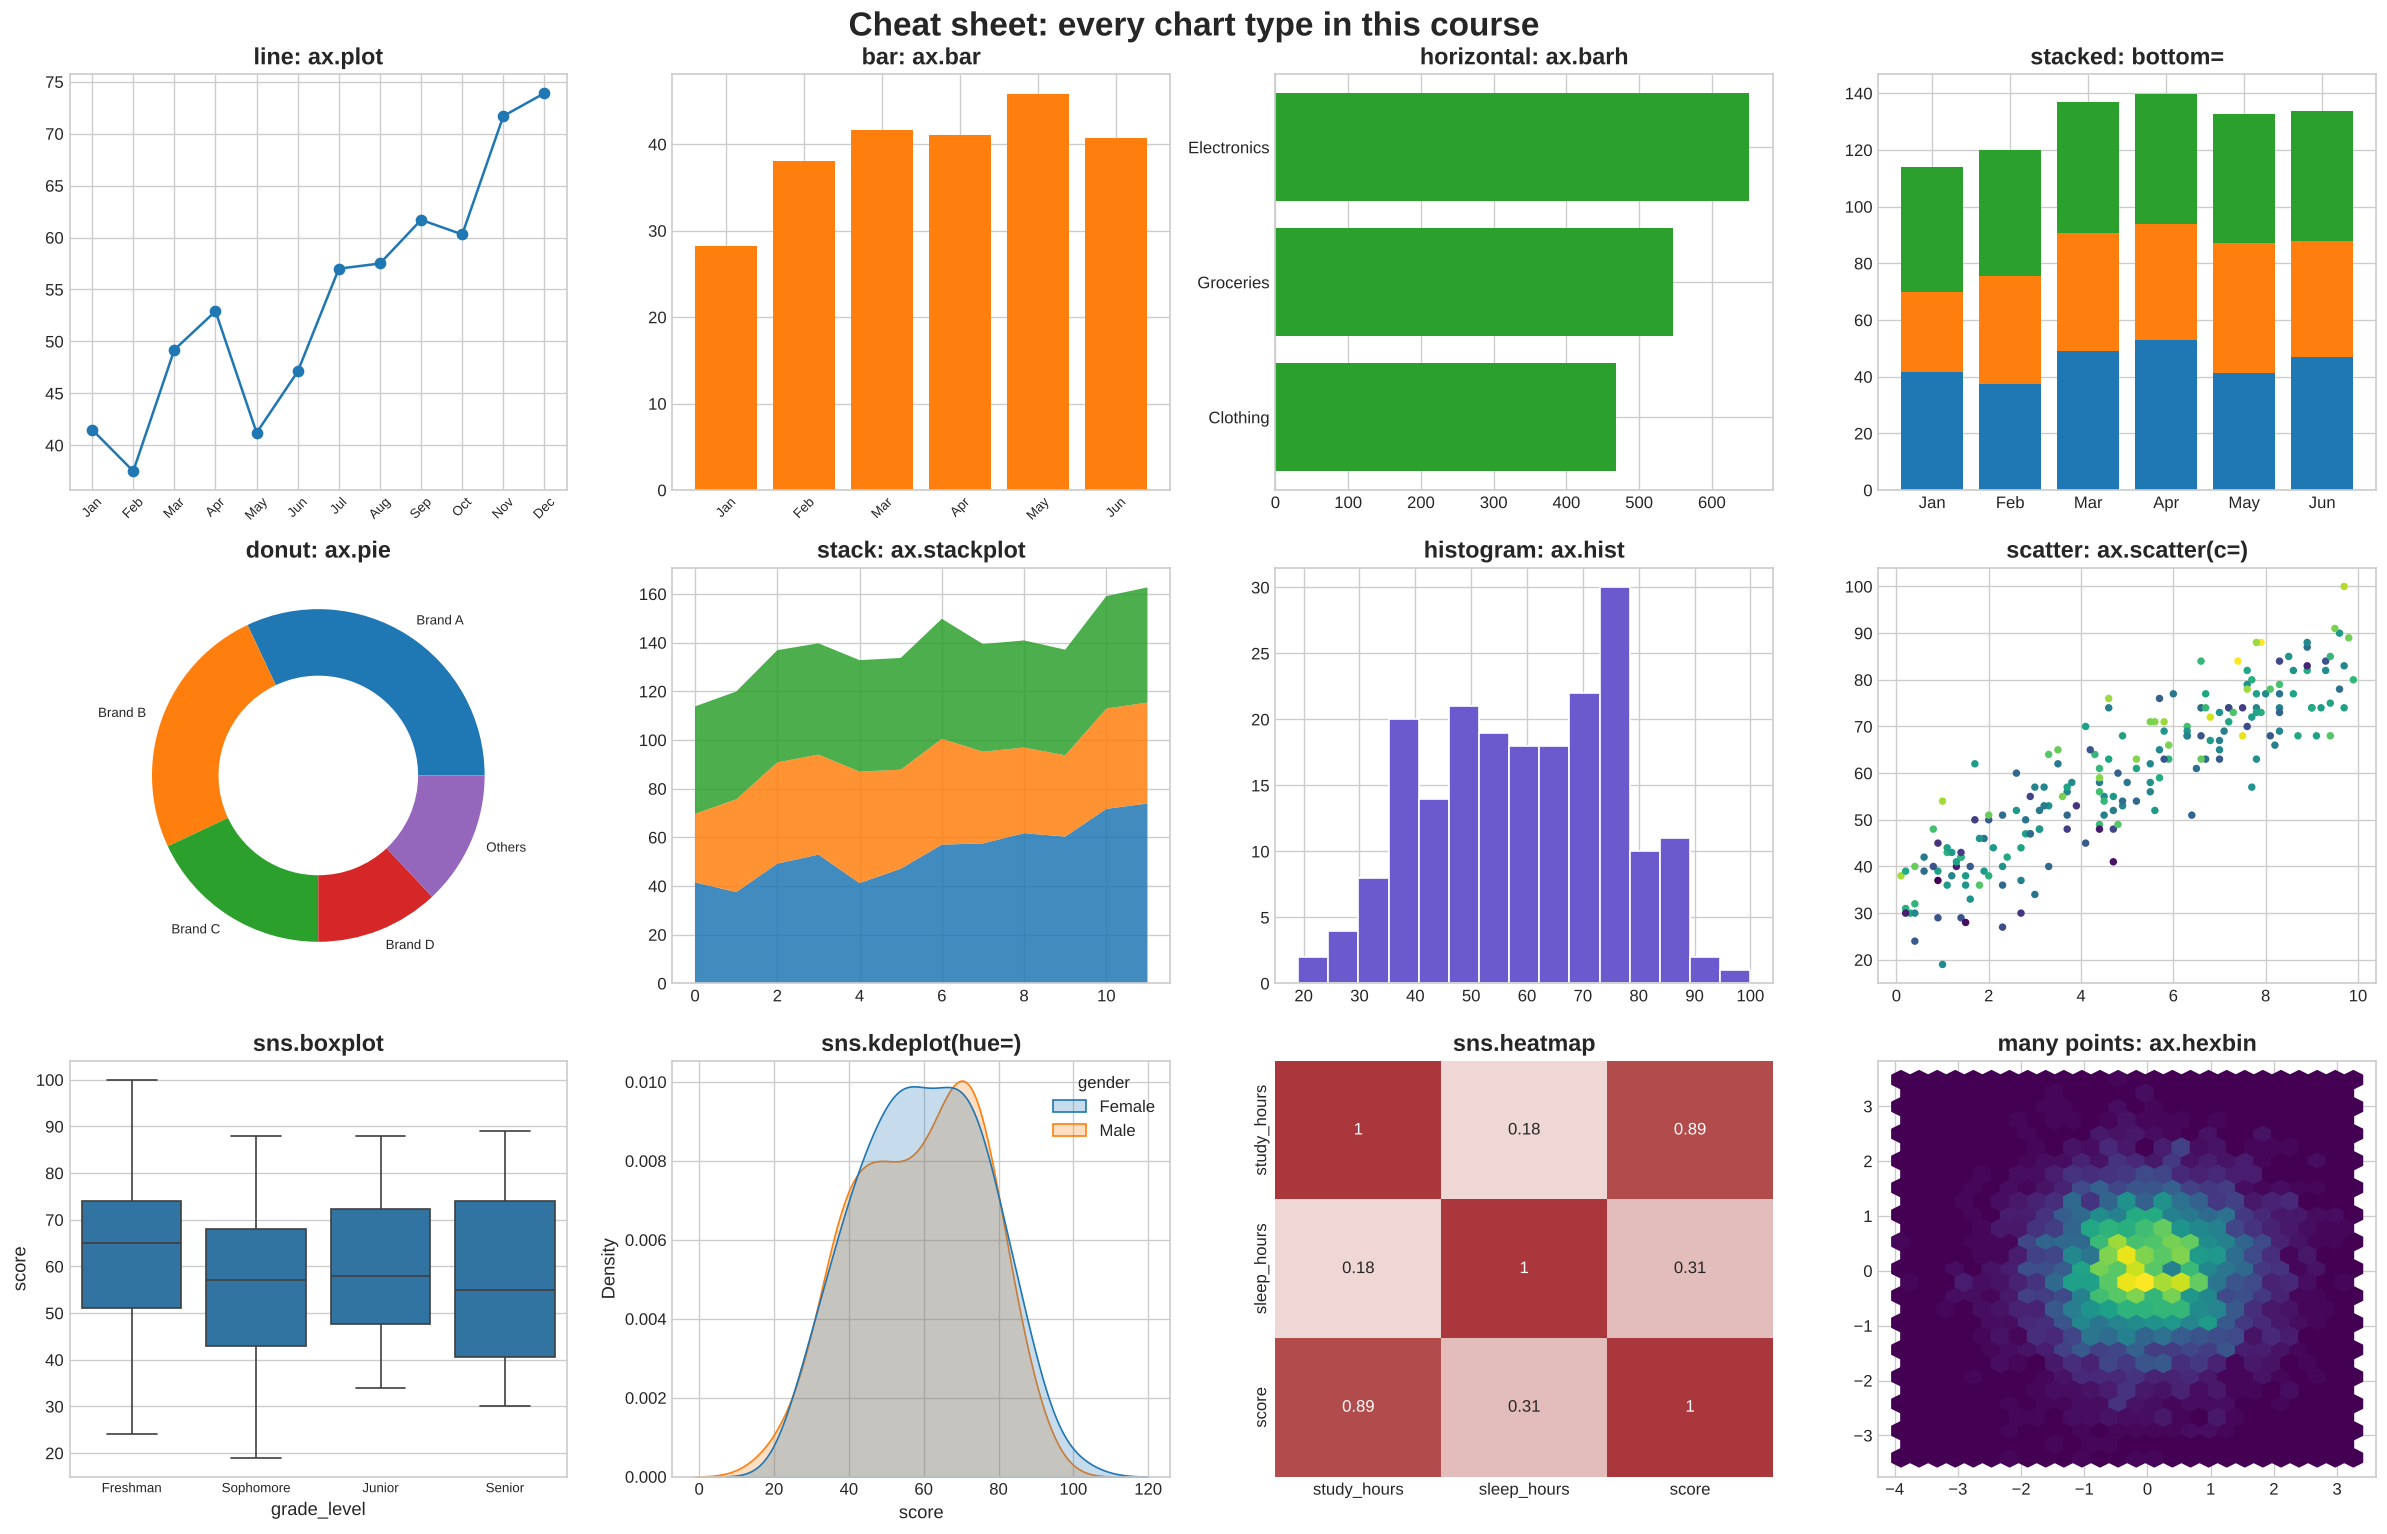 Cheat sheet: every chart type in this course
line: ax.plot
75
70
65
60
55
50
45
40
Jan Feb Mar Apr May Jun Jul Aug Sep Oct Nov Dec
bar: ax.bar
40
30
20
10
0
Jan Feb Mar Apr May Jun
horizontal: ax.barh
Electronics
Groceries
Clothing
0 100 200 300 400 500 600
stacked: bottom=
140
120
100
80
60
40
20
0
Jan Feb Mar Apr May Jun
donut: ax.pie
Brand A
Brand B
Others
Brand C
Brand D
stack: ax.stackplot
160
140
120
100
80
60
40
20
0
0 2 4 6 8 10
histogram: ax.hist
30
25
20
15
10
5
0
20 30 40 50 60 70 80 90 100
scatter: ax.scatter(c=)
100
90
80
70
60
50
40
30
20
0 2 4 6 8 10
sns.boxplot
score
100
90
80
70
60
50
40
30
20
Freshman Sophomore Junior Senior
grade_level
sns.kdeplot(hue=)
Density
0.010
0.008
0.006
0.004
0.002
0.000
gender
Female
Male
0 20 40 60 80 100 120
score
sns.heatmap
study_hours
1 0.18 0.89
sleep_hours
0.18 1 0.31
score
0.89 0.31 1
study_hours sleep_hours score
many points: ax.hexbin
3
2
1
0
−1
−2
−3
−4 −3 −2 −1 0 1 2 3